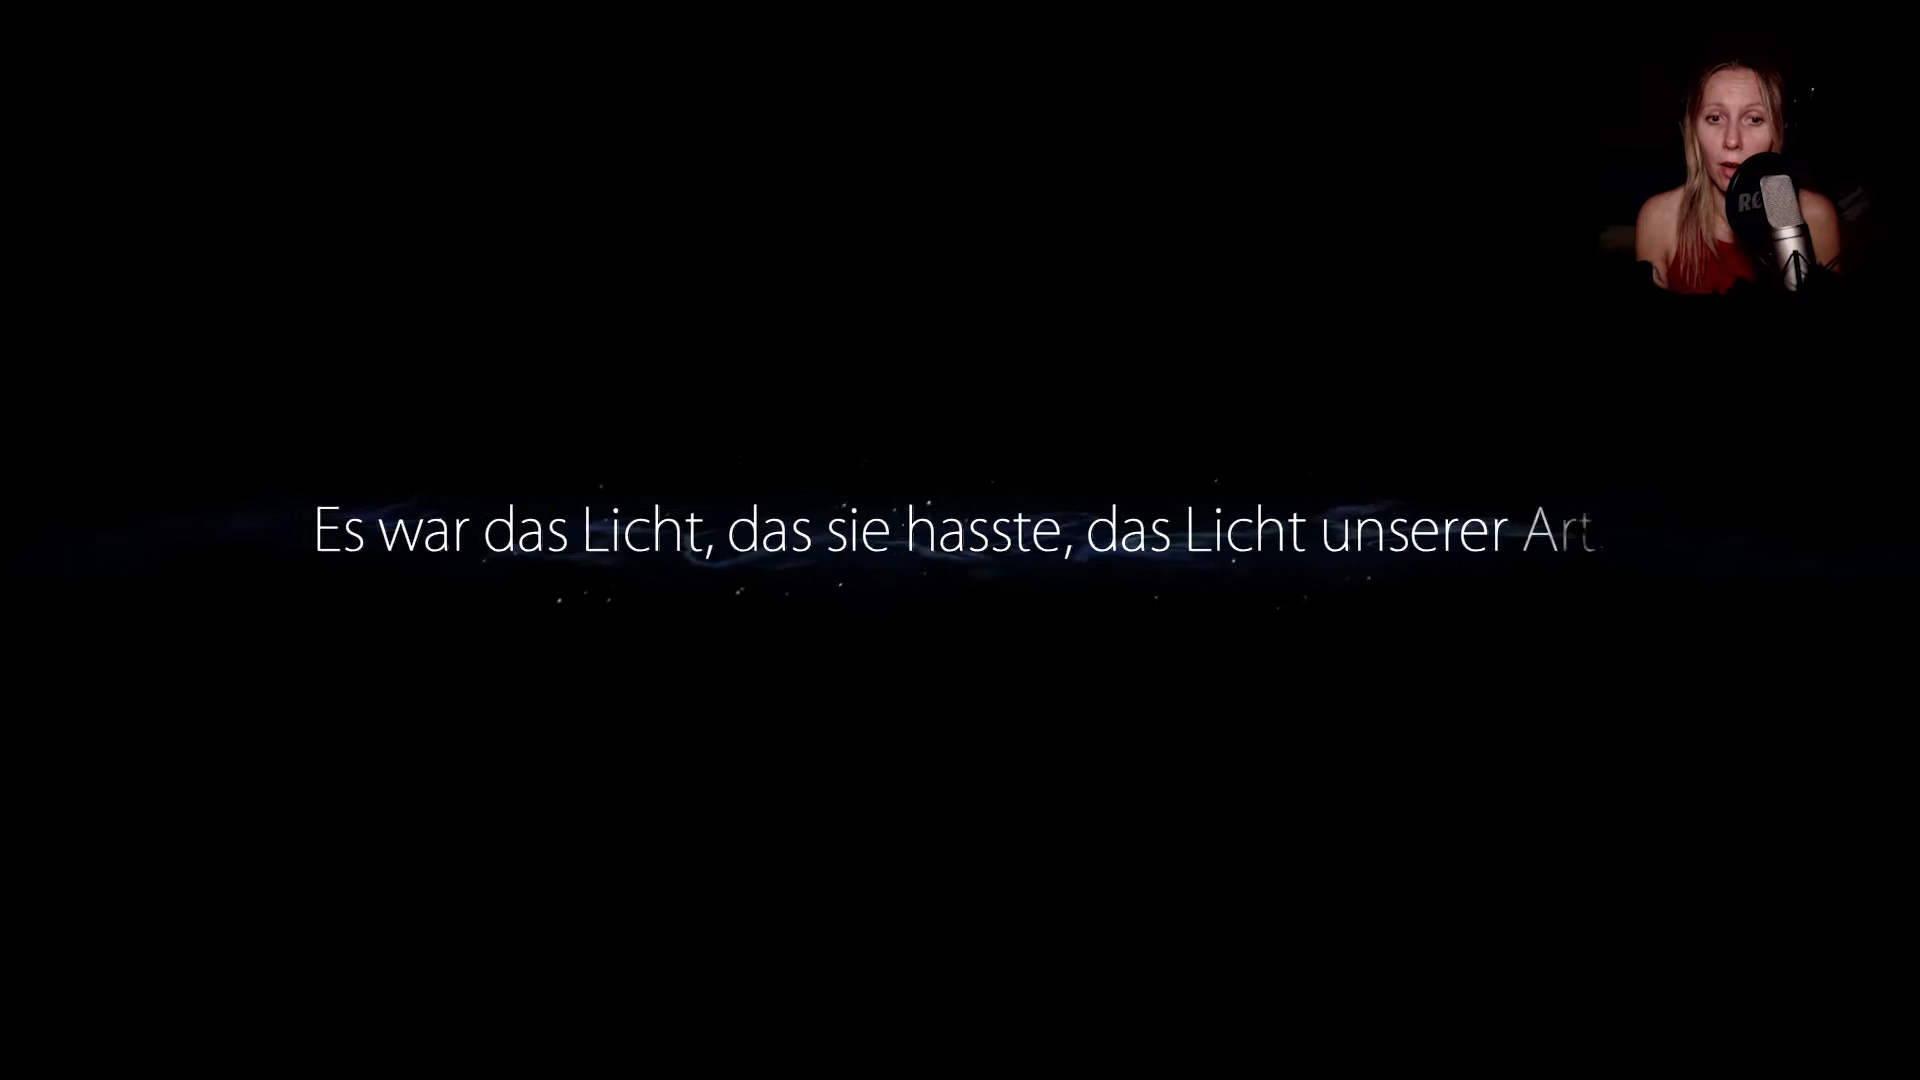 Es war das Licht, das sie hasste, das Licht unserer Art.